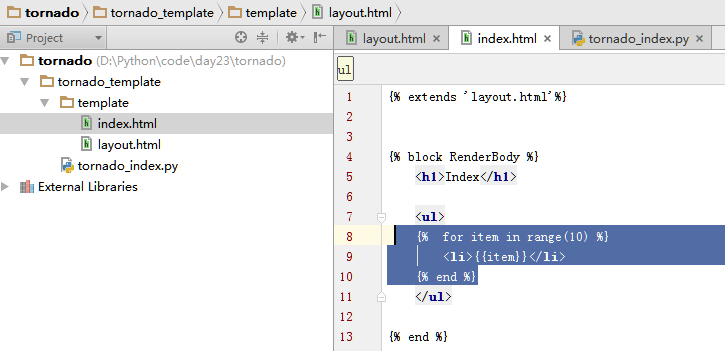 tornado tornado_template template layout.html
Project
layout.html index.html tornado_index.py
tornado (D:\Python\code\day23\tornado)
tornado_template
template
index.html
layout.html
tornado_index.py
External Libraries
ul
1 {% extends 'layout.html'%}
2
3
4 {% block RenderBody %}
5 <h1>Index</h1>
6
7 <ul>
8 {%  for item in range(10) %}
9 <li>{{item}}</li>
10 {% end %}
11 </ul>
12
13 {% end %}